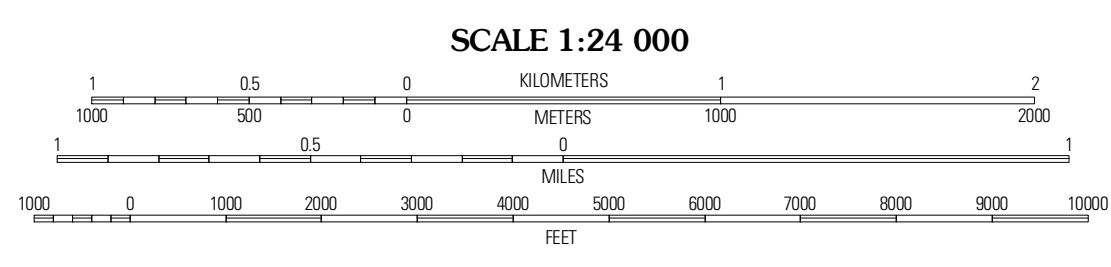 SCALE 1:24 000
1 0.5 0 KILOMETERS 1 2
1000 500 0 METERS 1000 2000
1 0.5 0 1
MILES
1000 0 1000 2000 3000 4000 5000 6000 7000 8000 9000 10000
FEET